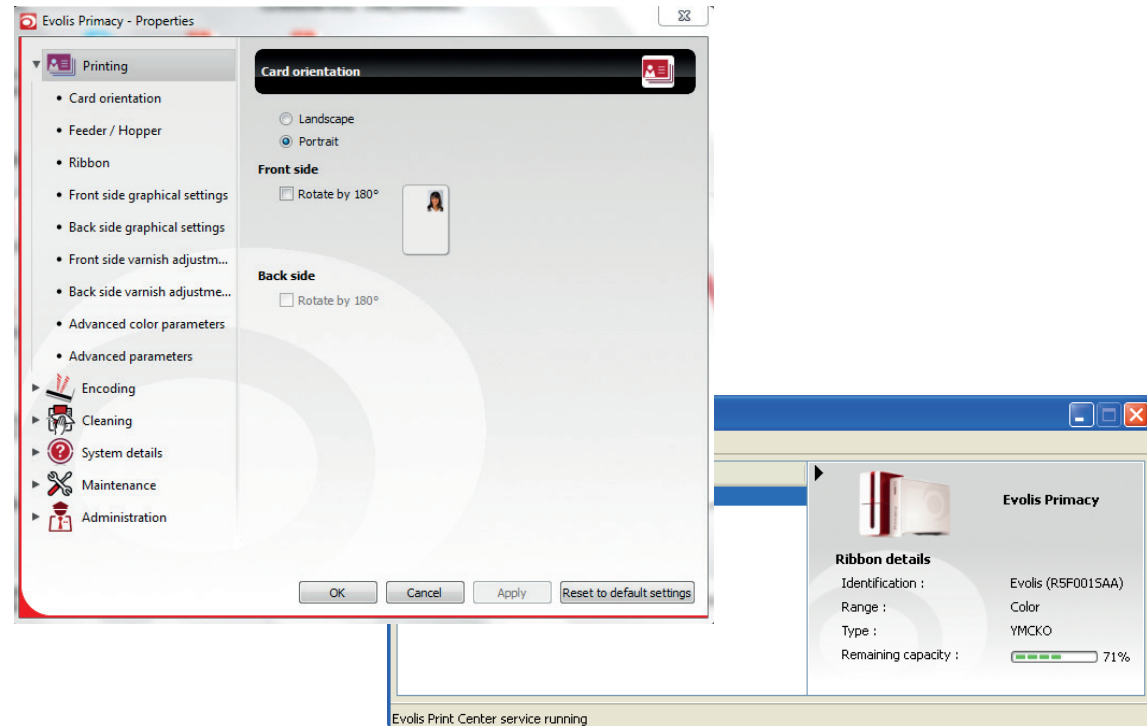 Evolis Primacy - Properties
Printing
• Card orientation
• Feeder / Hopper
• Ribbon
• Front side graphical settings
• Back side graphical settings
• Front side varnish adjustm...
• Back side varnish adjustme...
• Advanced color parameters
• Advanced parameters
Encoding
Cleaning
System details
Maintenance
Administration
Card orientation
Landscape
Portrait
Front side
Rotate by 180°
Back side
Rotate by 180°
OK Cancel Apply Reset to default settings
Evolis Primacy
Ribbon details
Identification : Evolis (R5F001SAA)
Range : Color
Type : YMCKO
Remaining capacity : 71%
Evolis Print Center service running